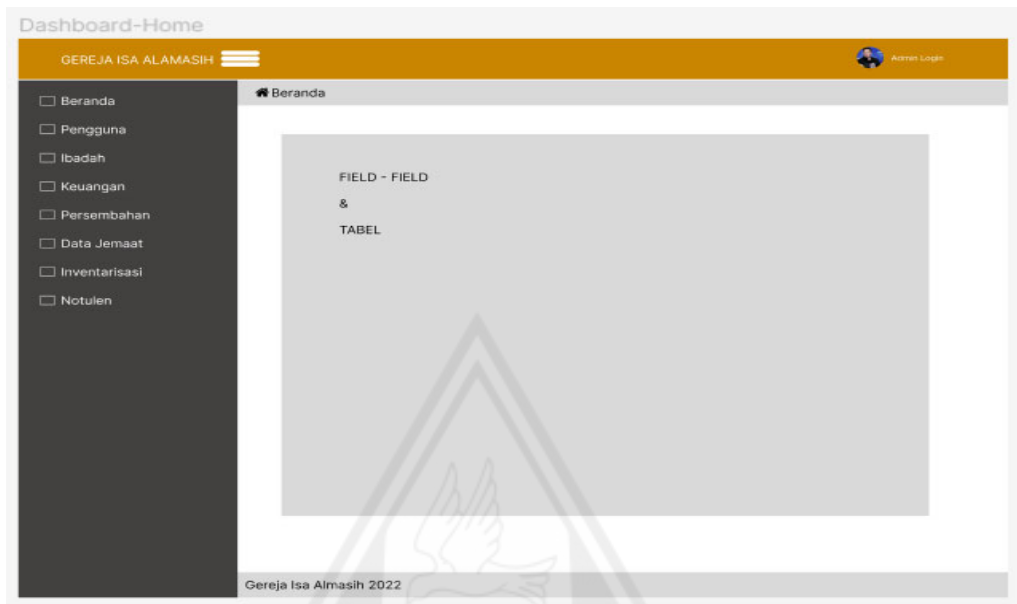 Dashboard-Home
GEREJA ISA ALAMASIH
Admin Login
Beranda
Pengguna
Ibadah
Keuangan
Persembahan
Data Jemaat
Inventarisasi
Notulen
Beranda
FIELD - FIELD
&
TABEL
Gereja Isa Almasih 2022